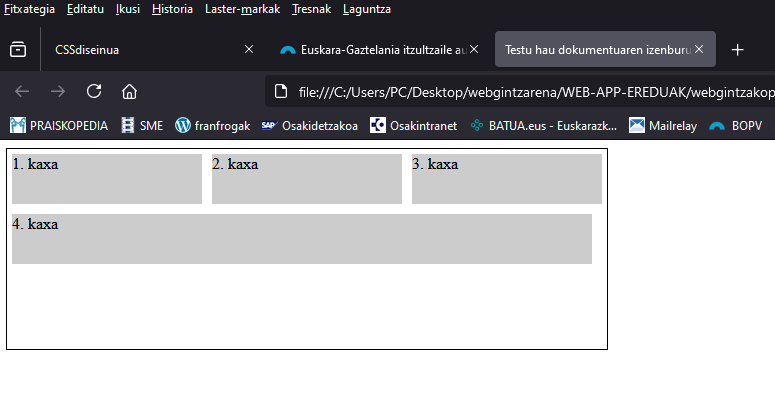 Fitxategia Editatu Ikusi Historia Laster-markak Tresnak Laguntza
CSSdiseinua Euskara-Gaztelania itzultzaile au Testu hau dokumentuaren izenburu
file:///C:/Users/PC/Desktop/webgintzarena/WEB-APP-EREDUAK/webgintzakop
PRAISKOPEDIA SME franfrogak SAP Osakidetzakoa Osakintranet BATUA.eus - Euskarazk... Mailrelay BOPV
1. kaxa 2. kaxa 3. kaxa
4. kaxa